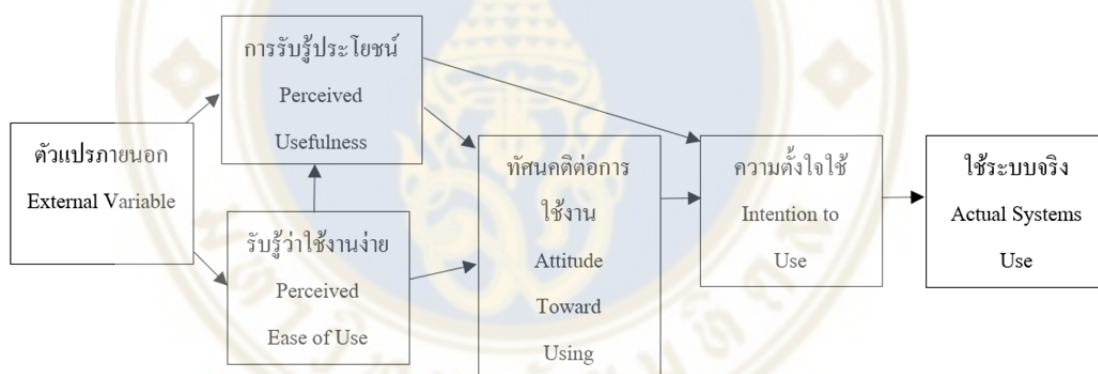 การรับรู้ประโยชน์
Perceived
Usefulness
ตัวแปรภายนอก
External Variable
รับรู้ว่าใช้งานง่าย
Perceived
Ease of Use
ทัศนคติต่อการ
ใช้งาน
Attitude
Toward
Using
ความตั้งใจใช้
Intention to
Use
ใช้ระบบจริง
Actual Systems
Use